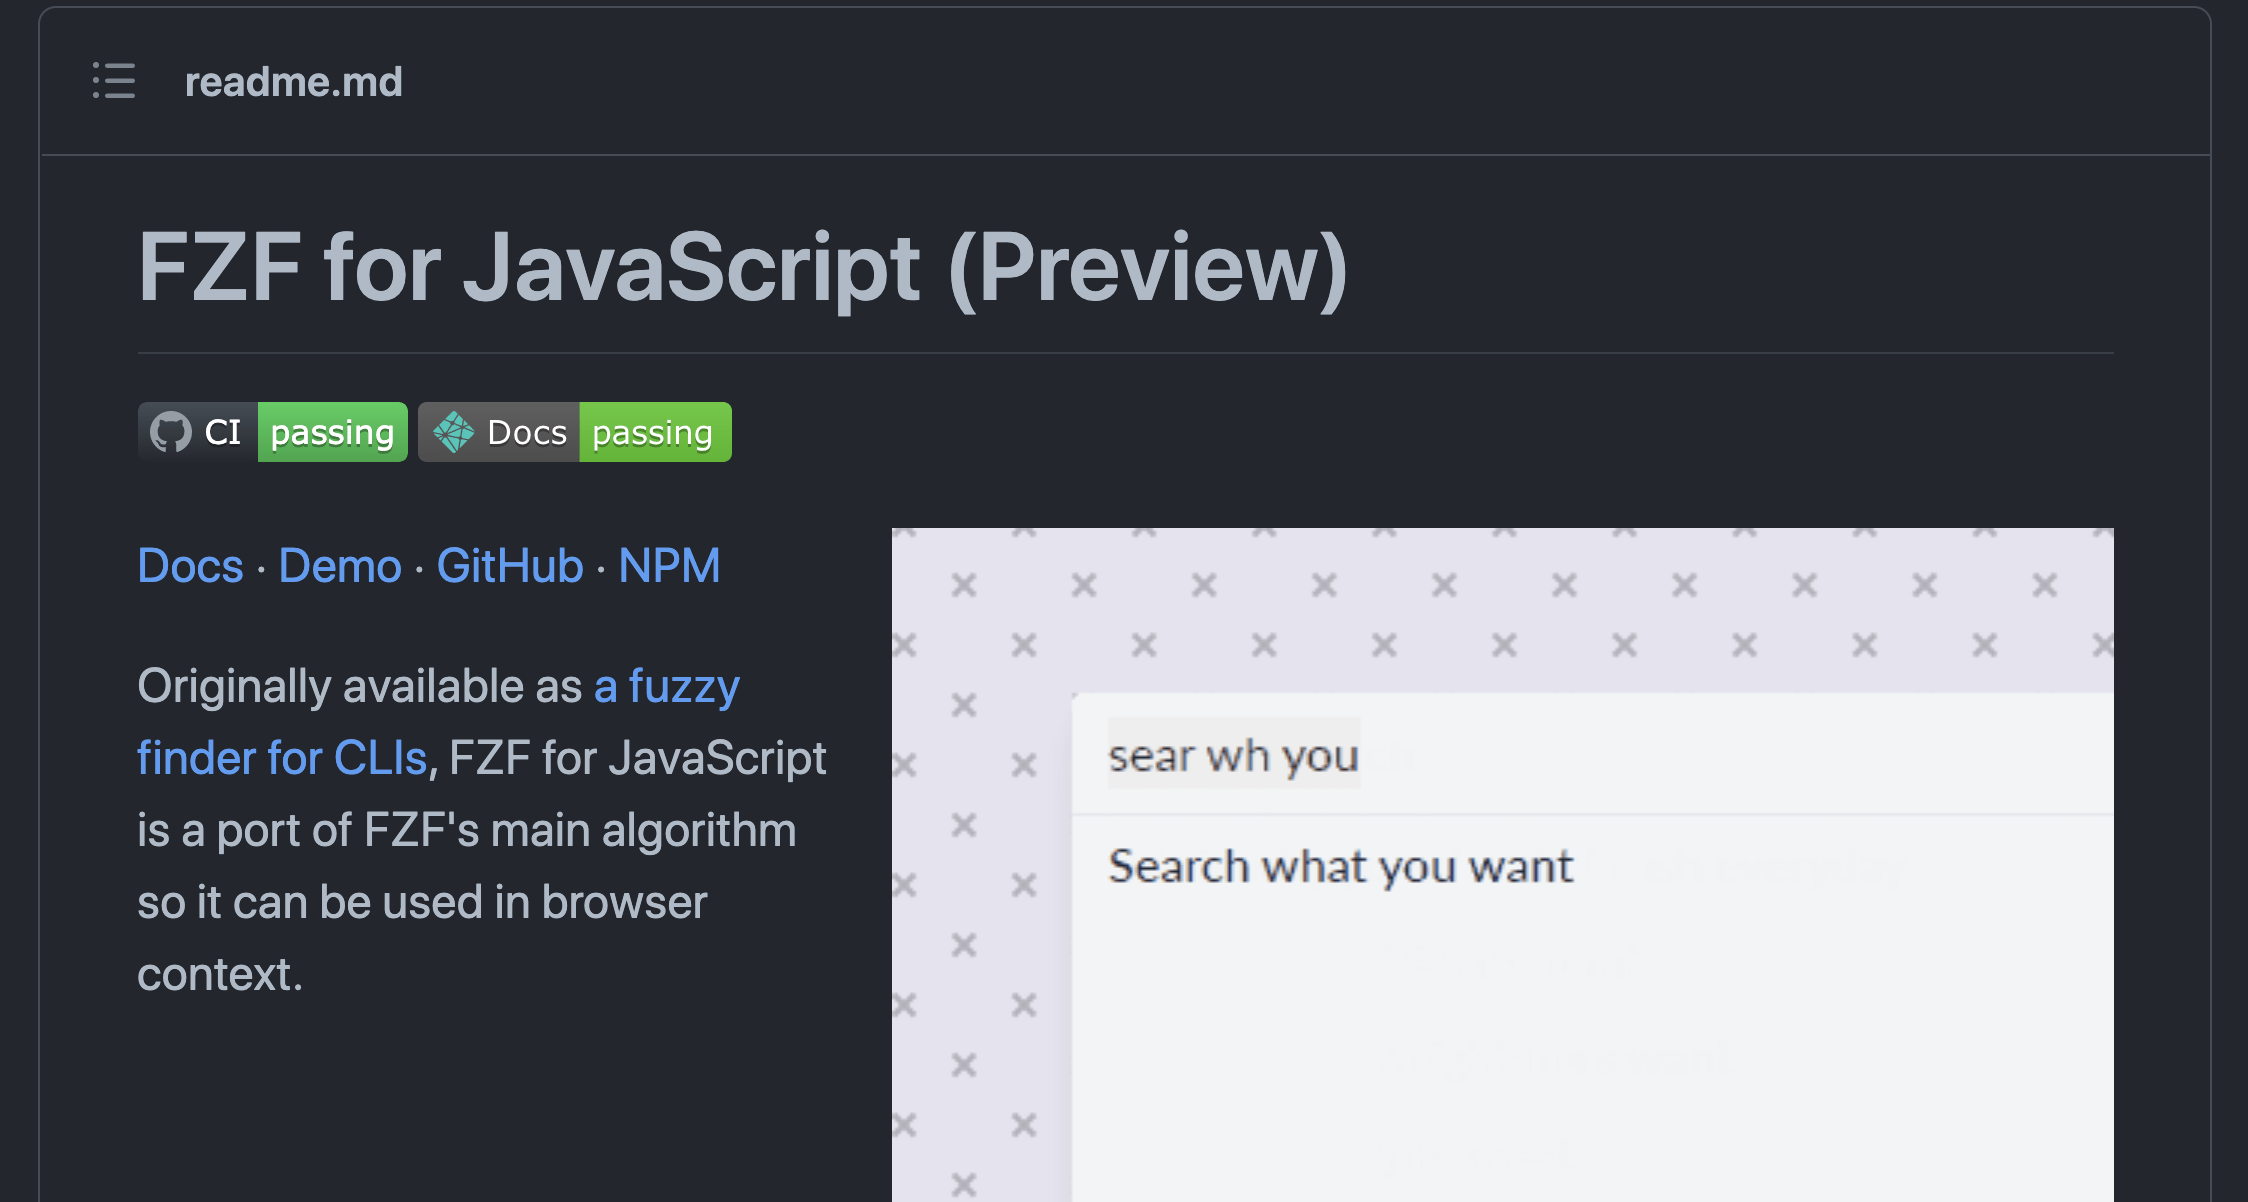 readme.md
FZF for JavaScript (Preview)
CI passing Docs passing
Docs · Demo · GitHub · NPM
Originally available as a fuzzy
finder for CLIs, FZF for JavaScript
is a port of FZF's main algorithm
so it can be used in browser
context.
sear wh you
Search what you want